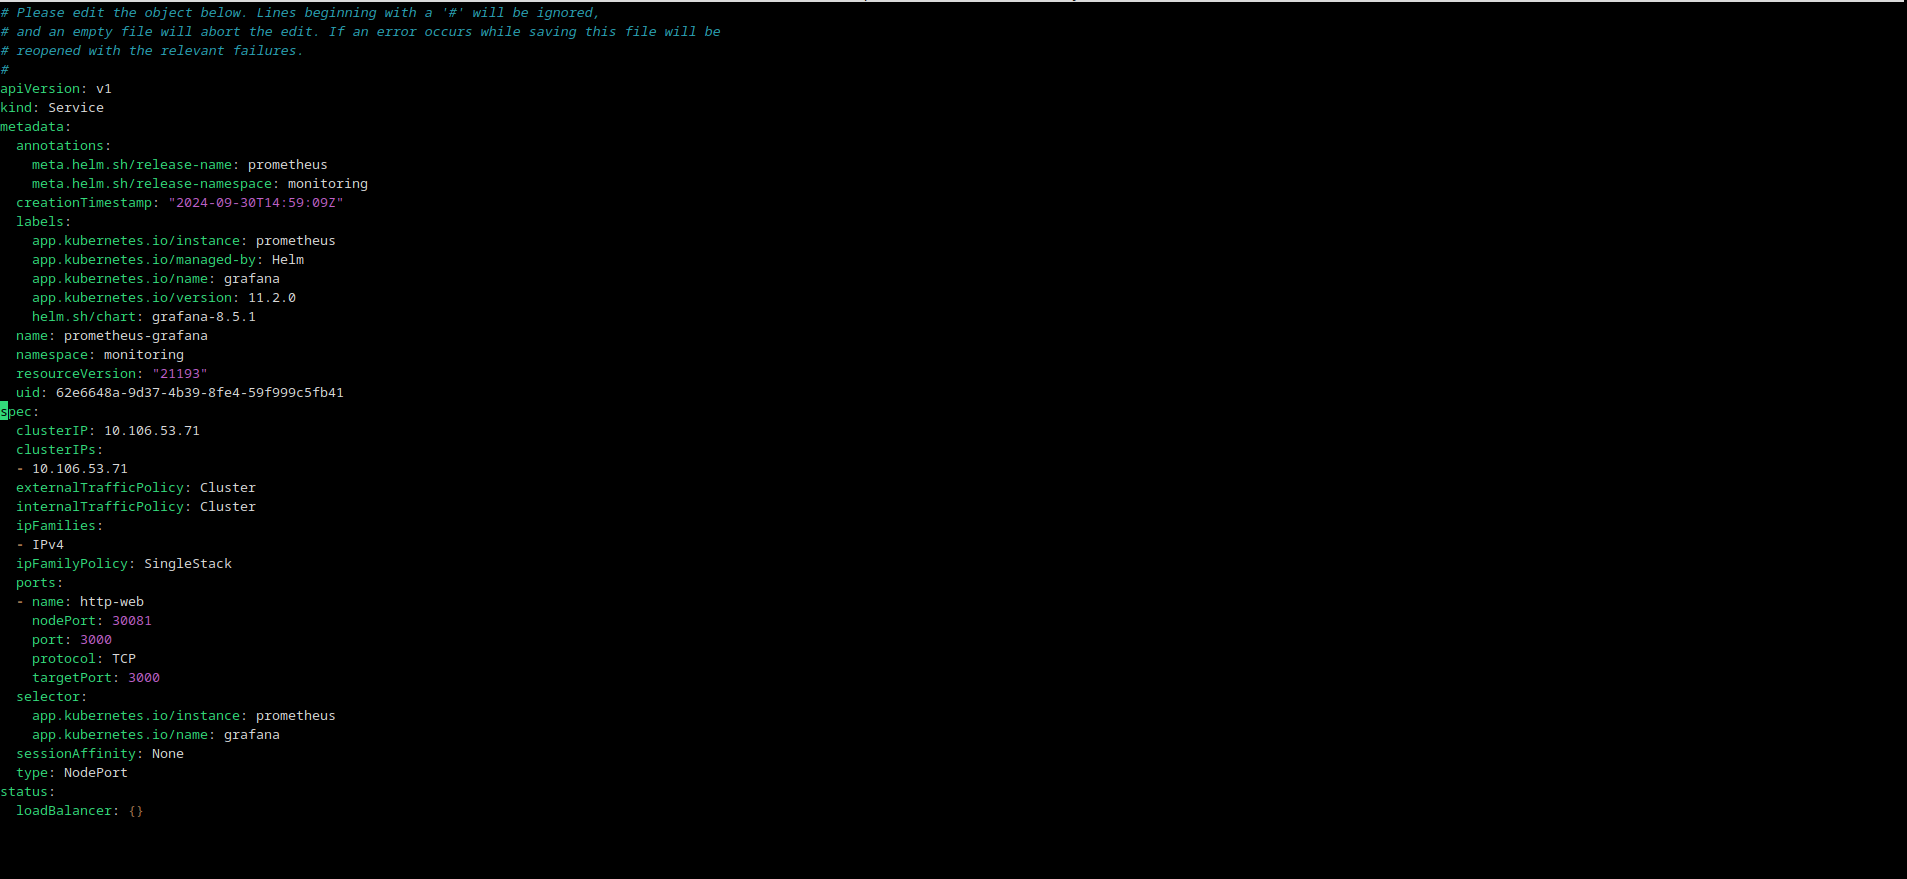 # Please edit the object below. Lines beginning with a '#' will be ignored,
# and an empty file will abort the edit. If an error occurs while saving this file will be
# reopened with the relevant failures.
#
apiVersion: v1
kind: Service
metadata:
  annotations:
    meta.helm.sh/release-name: prometheus
    meta.helm.sh/release-namespace: monitoring
  creationTimestamp: "2024-09-30T14:59:09Z"
  labels:
    app.kubernetes.io/instance: prometheus
    app.kubernetes.io/managed-by: Helm
    app.kubernetes.io/name: grafana
    app.kubernetes.io/version: 11.2.0
    helm.sh/chart: grafana-8.5.1
  name: prometheus-grafana
  namespace: monitoring
  resourceVersion: "21193"
  uid: 62e6648a-9d37-4b39-8fe4-59f999c5fb41
spec:
  clusterIP: 10.106.53.71
  clusterIPs:
  - 10.106.53.71
  externalTrafficPolicy: Cluster
  internalTrafficPolicy: Cluster
  ipFamilies:
  - IPv4
  ipFamilyPolicy: SingleStack
  ports:
  - name: http-web
    nodePort: 30081
    port: 3000
    protocol: TCP
    targetPort: 3000
  selector:
    app.kubernetes.io/instance: prometheus
    app.kubernetes.io/name: grafana
  sessionAffinity: None
  type: NodePort
status:
  loadBalancer: {}